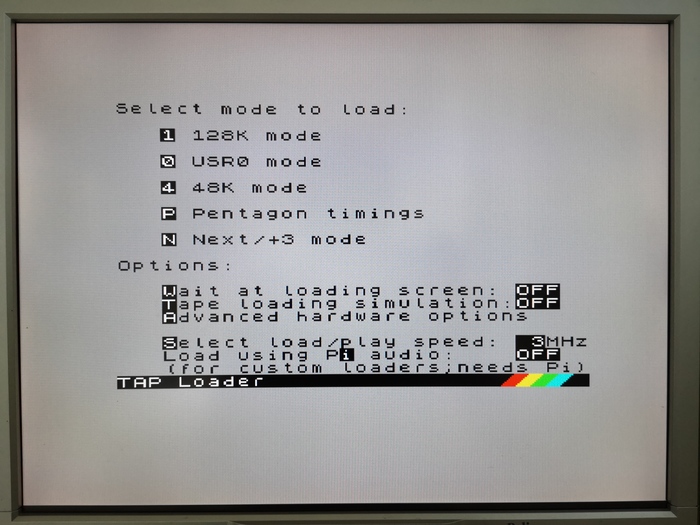 Select mode to load:
1 128K mode
0 USR0 mode
4 48K mode
P Pentagon timings
N Next/+3 mode
Options:
Wait at loading screen: OFF
Tape loading simulation: OFF
Advanced hardware options
Select load/play speed: 3MHz
Load using Pi audio: OFF
(for custom loaders;needs Pi)
TAP Loader